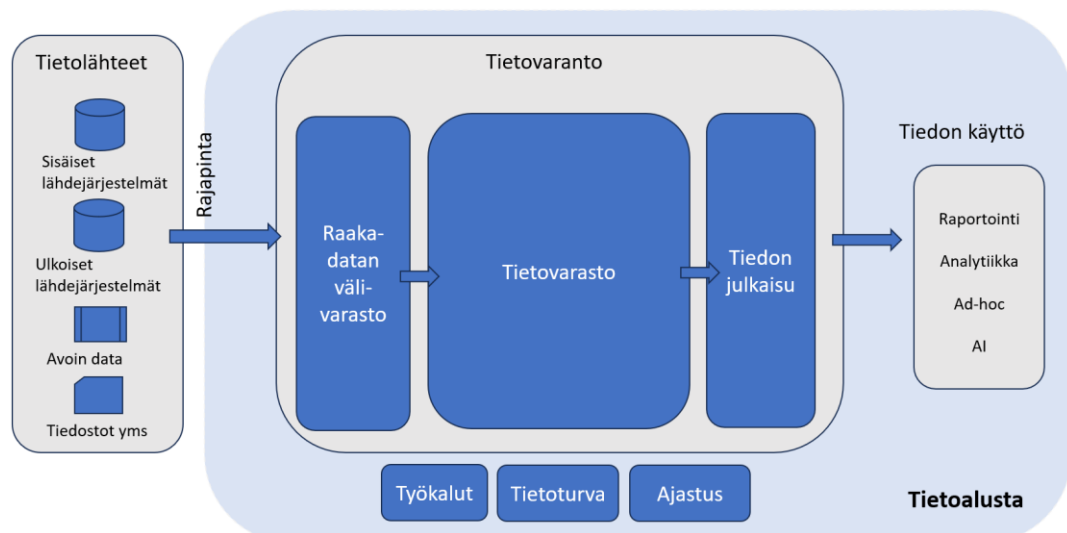 Tietolähteet
Sisäiset
lähdejärjestelmät
Ulkoiset
lähdejärjestelmät
Avoin data
Tiedostot yms
Rajapinta
Tietovaranto
Raaka-
datan
väli-
varasto
Tietovarasto
Tiedon
julkaisu
Tiedon käyttö
Raportointi
Analytiikka
Ad-hoc
AI
Työkalut
Tietoturva
Ajastus
Tietoalusta